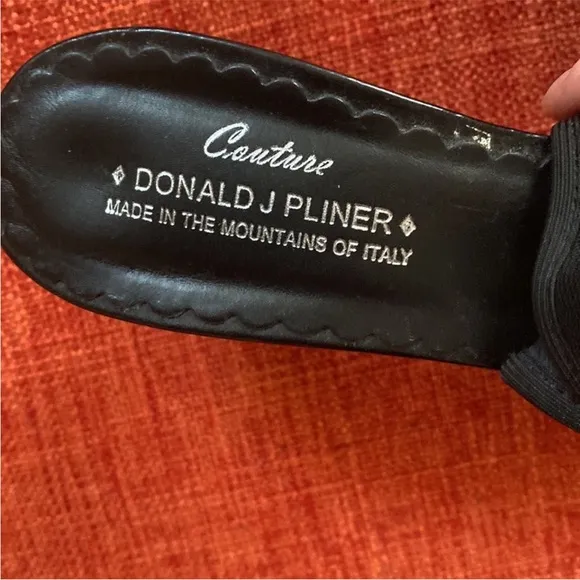 Couture
DONALD J PLINER
MADE IN THE MOUNTAINS OF ITALY